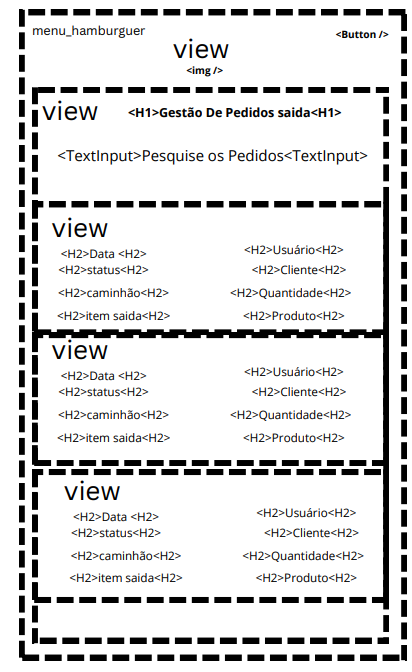 menu_hamburguer
<Button />
view
<img />
view
<H1>Gestão De Pedidos saida<H1>
<TextInput>Pesquise os Pedidos<TextInput>
view
<H2>Data <H2>
<H2>Usuário<H2>
<H2>status<H2>
<H2>Cliente<H2>
<H2>caminhão<H2>
<H2>Quantidade<H2>
<H2>item saida<H2>
<H2>Produto<H2>
view
<H2>Data <H2>
<H2>Usuário<H2>
<H2>status<H2>
<H2>Cliente<H2>
<H2>caminhão<H2>
<H2>Quantidade<H2>
<H2>item saida<H2>
<H2>Produto<H2>
view
<H2>Data <H2>
<H2>Usuário<H2>
<H2>status<H2>
<H2>Cliente<H2>
<H2>caminhão<H2>
<H2>Quantidade<H2>
<H2>item saida<H2>
<H2>Produto<H2>